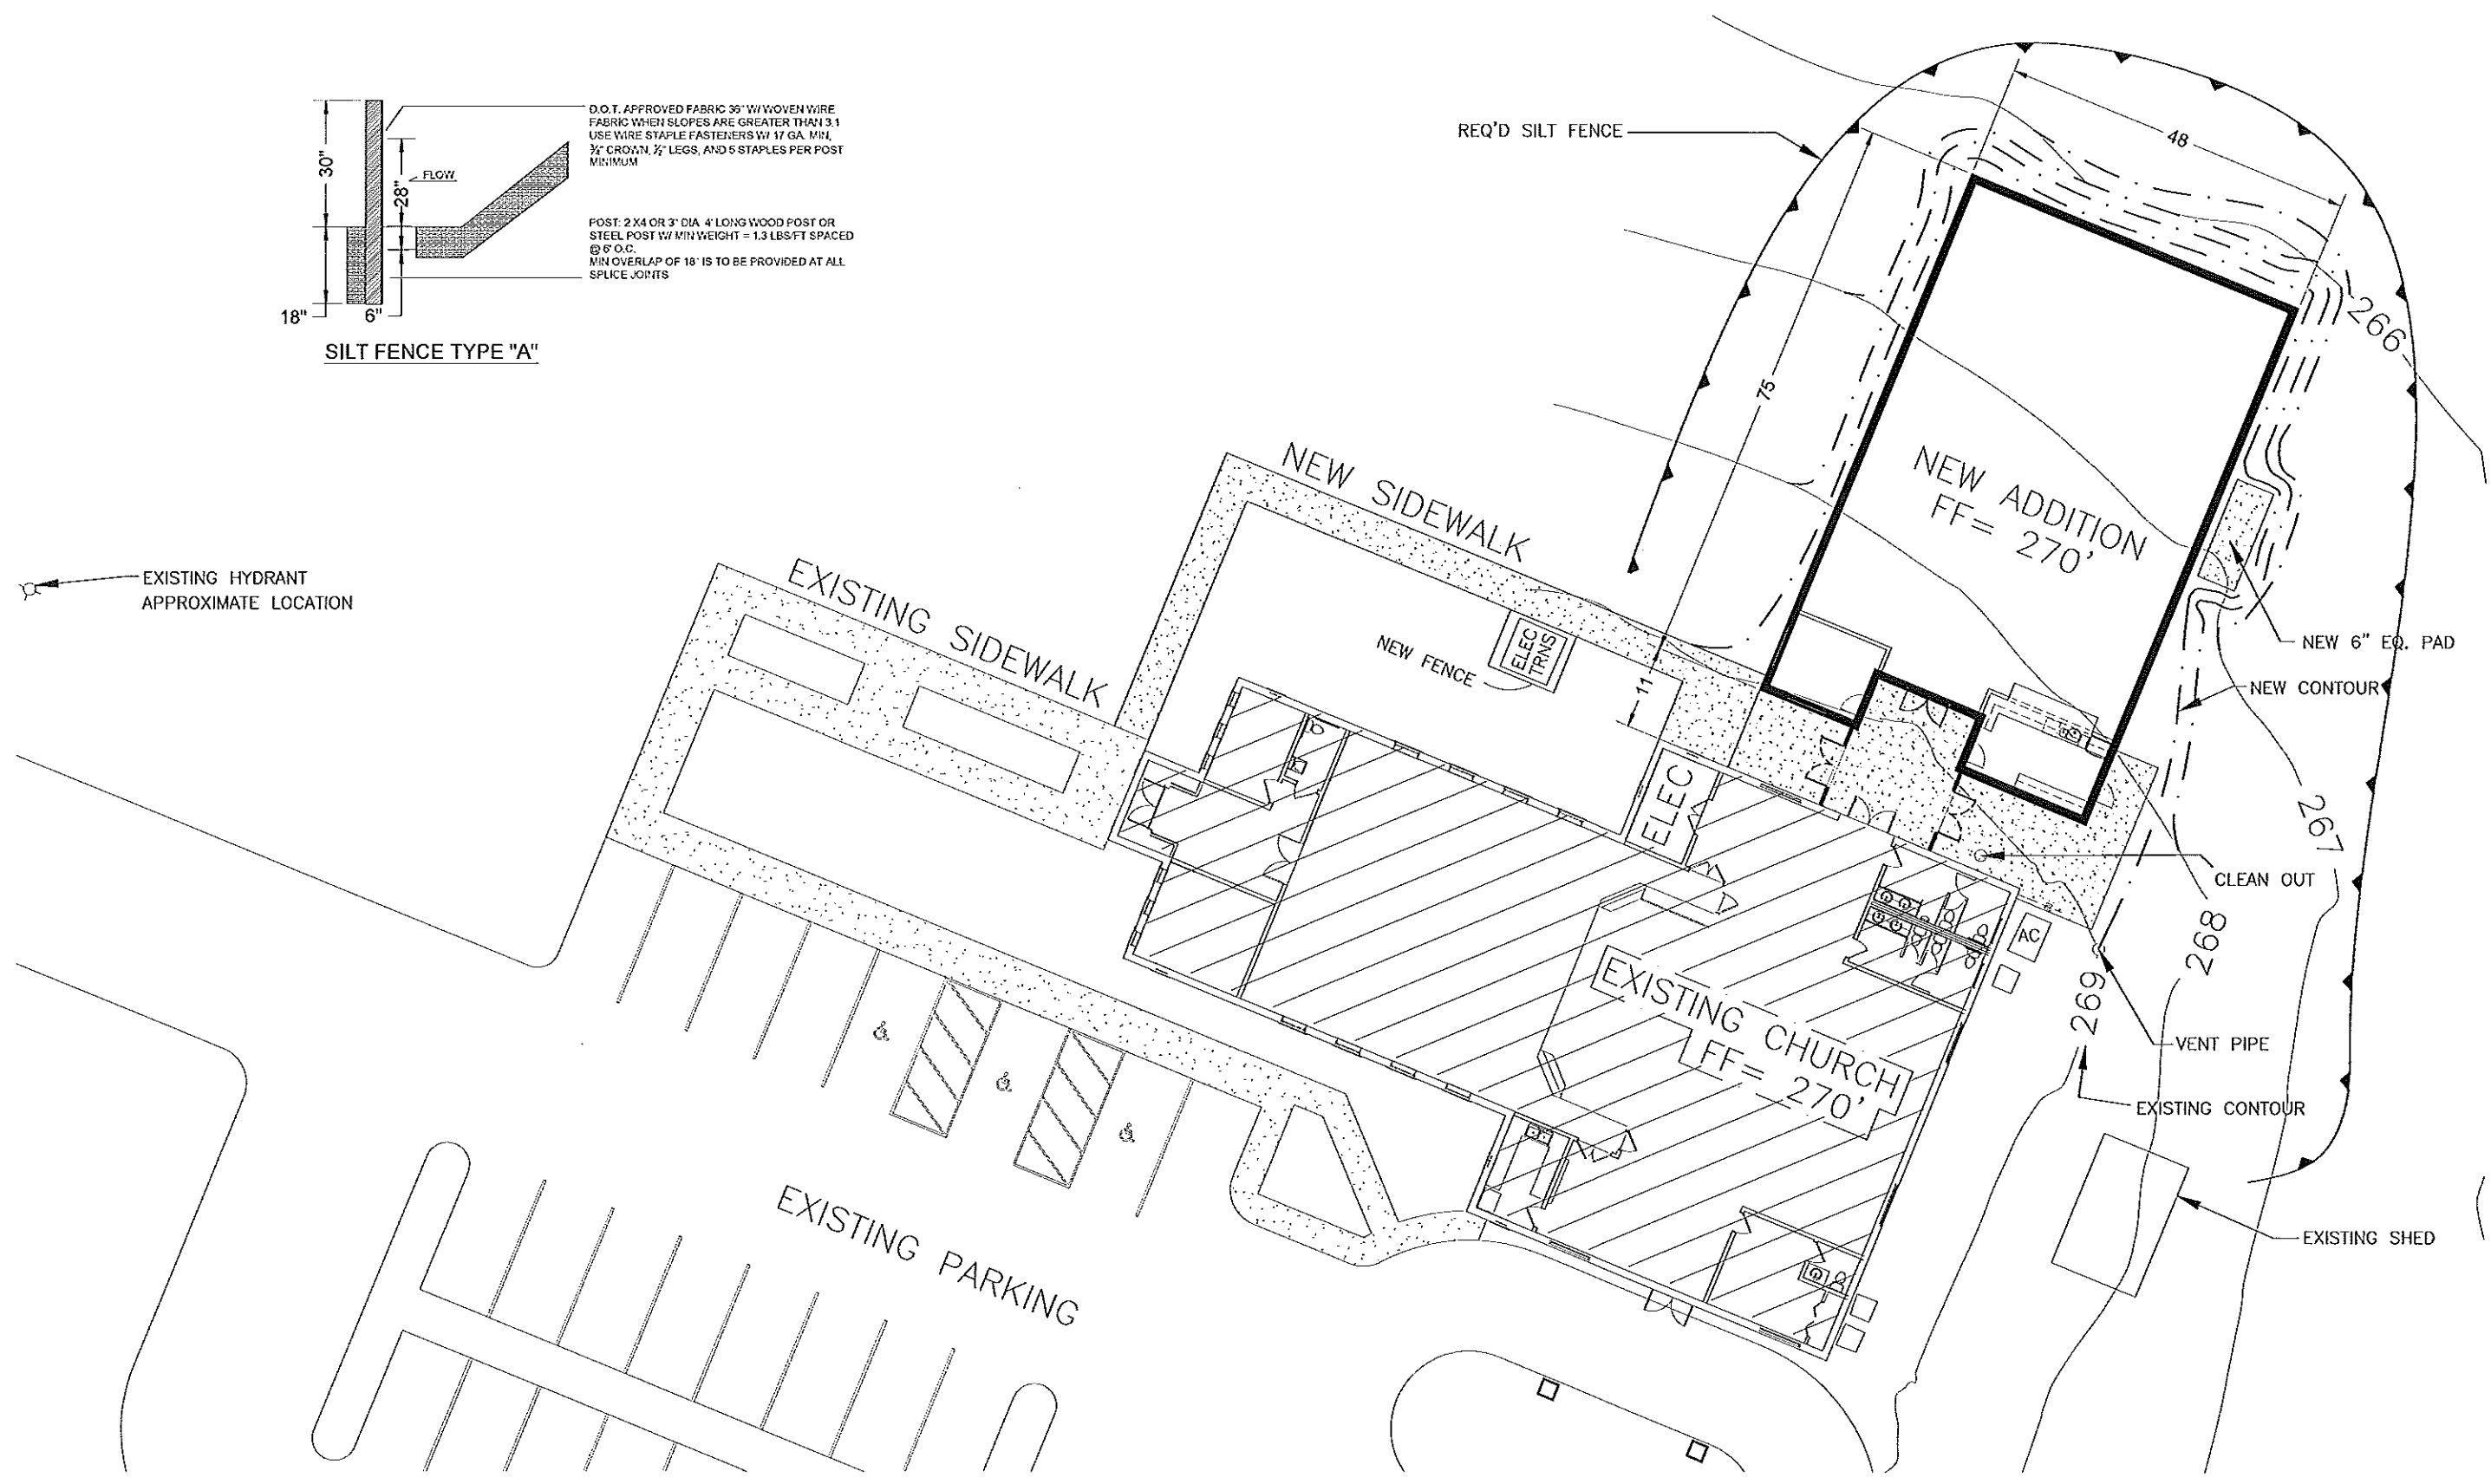 D.O.T. APPROVED FABRIC 36" W/ WOVEN WIRE
FABRIC WHEN SLOPES ARE GREATER THAN 3.1
USE WIRE STAPLE FASTENERS W/ 17 GA. MIN,
¾" CROWN, ½" LEGS, AND 5 STAPLES PER POST
MINIMUM
30"
28"
FLOW
POST: 2 X4 OR 3" DIA. 4' LONG WOOD POST OR
STEEL POST W/ MIN WEIGHT = 1.3 LBS/FT SPACED
@ 6' O.C.
MIN OVERLAP OF 18" IS TO BE PROVIDED AT ALL
SPLICE JOINTS
18"
6"
SILT FENCE TYPE "A"
REQ'D SILT FENCE
48
75
266
NEW ADDITION
FF= 270'
NEW SIDEWALK
EXISTING SIDEWALK
EXISTING HYDRANT
APPROXIMATE LOCATION
ELEC
TRNS
NEW FENCE
11
NEW 6" EQ. PAD
NEW CONTOUR
ELEC
267
CLEAN OUT
268
AC
269
VENT PIPE
EXISTING CHURCH
FF= 270'
EXISTING CONTOUR
EXISTING SHED
EXISTING PARKING